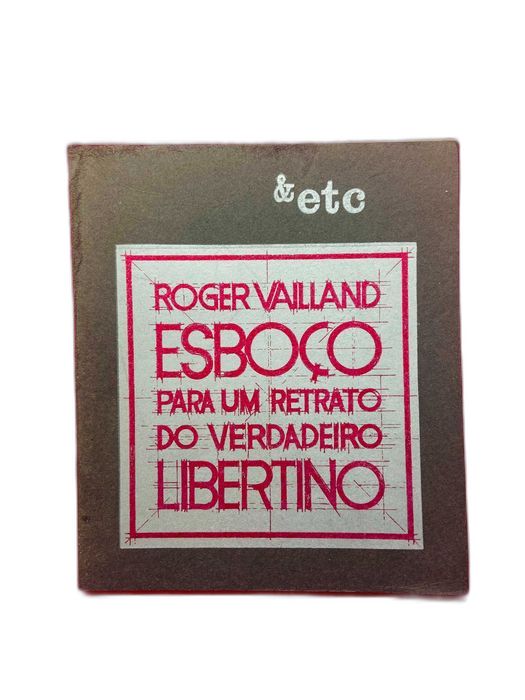 & etc
ROGER VAILLAND
ESBOÇO
PARA UM RETRATO
DO VERDADEIRO
LIBERTINO